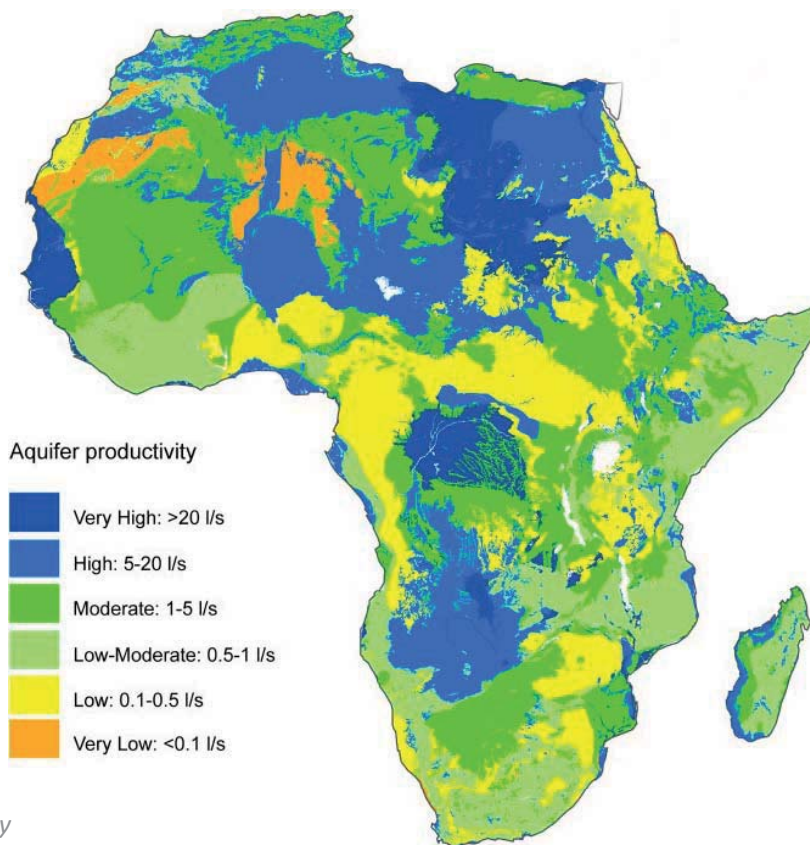 Aquifer productivity
Very High: >20 l/s
High: 5-20 l/s
Moderate: 1-5 l/s
Low-Moderate: 0.5-1 l/s
Low: 0.1-0.5 l/s
Very Low: <0.1 l/s
y